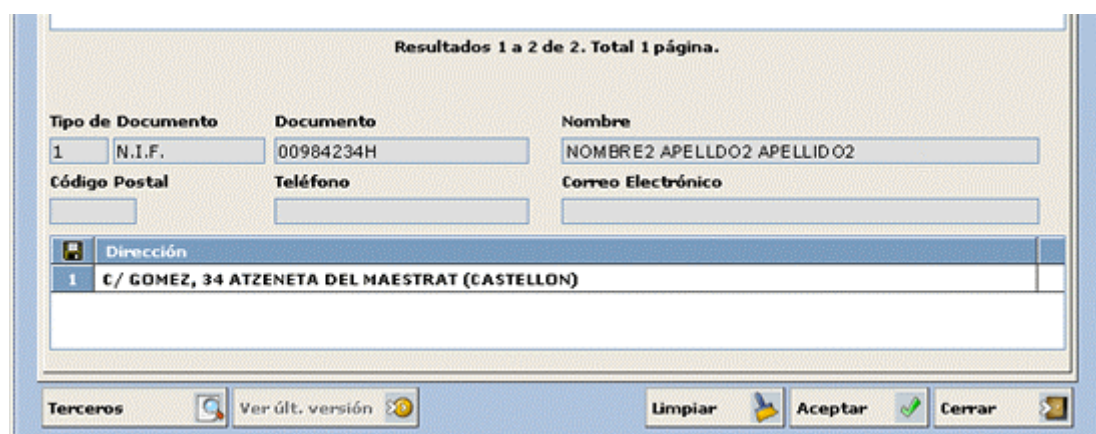 Resultados 1 a 2 de 2. Total 1 página.
Tipo de Documento Documento Nombre
1 N.I.F. 00984234H NOMBRE2 APELLDO2 APELLIDO2
Código Postal Teléfono Correo Electrónico
Dirección
1 C/ GOMEZ, 34 ATZENETA DEL MAESTRAT (CASTELLON)
Terceros Ver últ. versión Limpiar Aceptar Cerrar